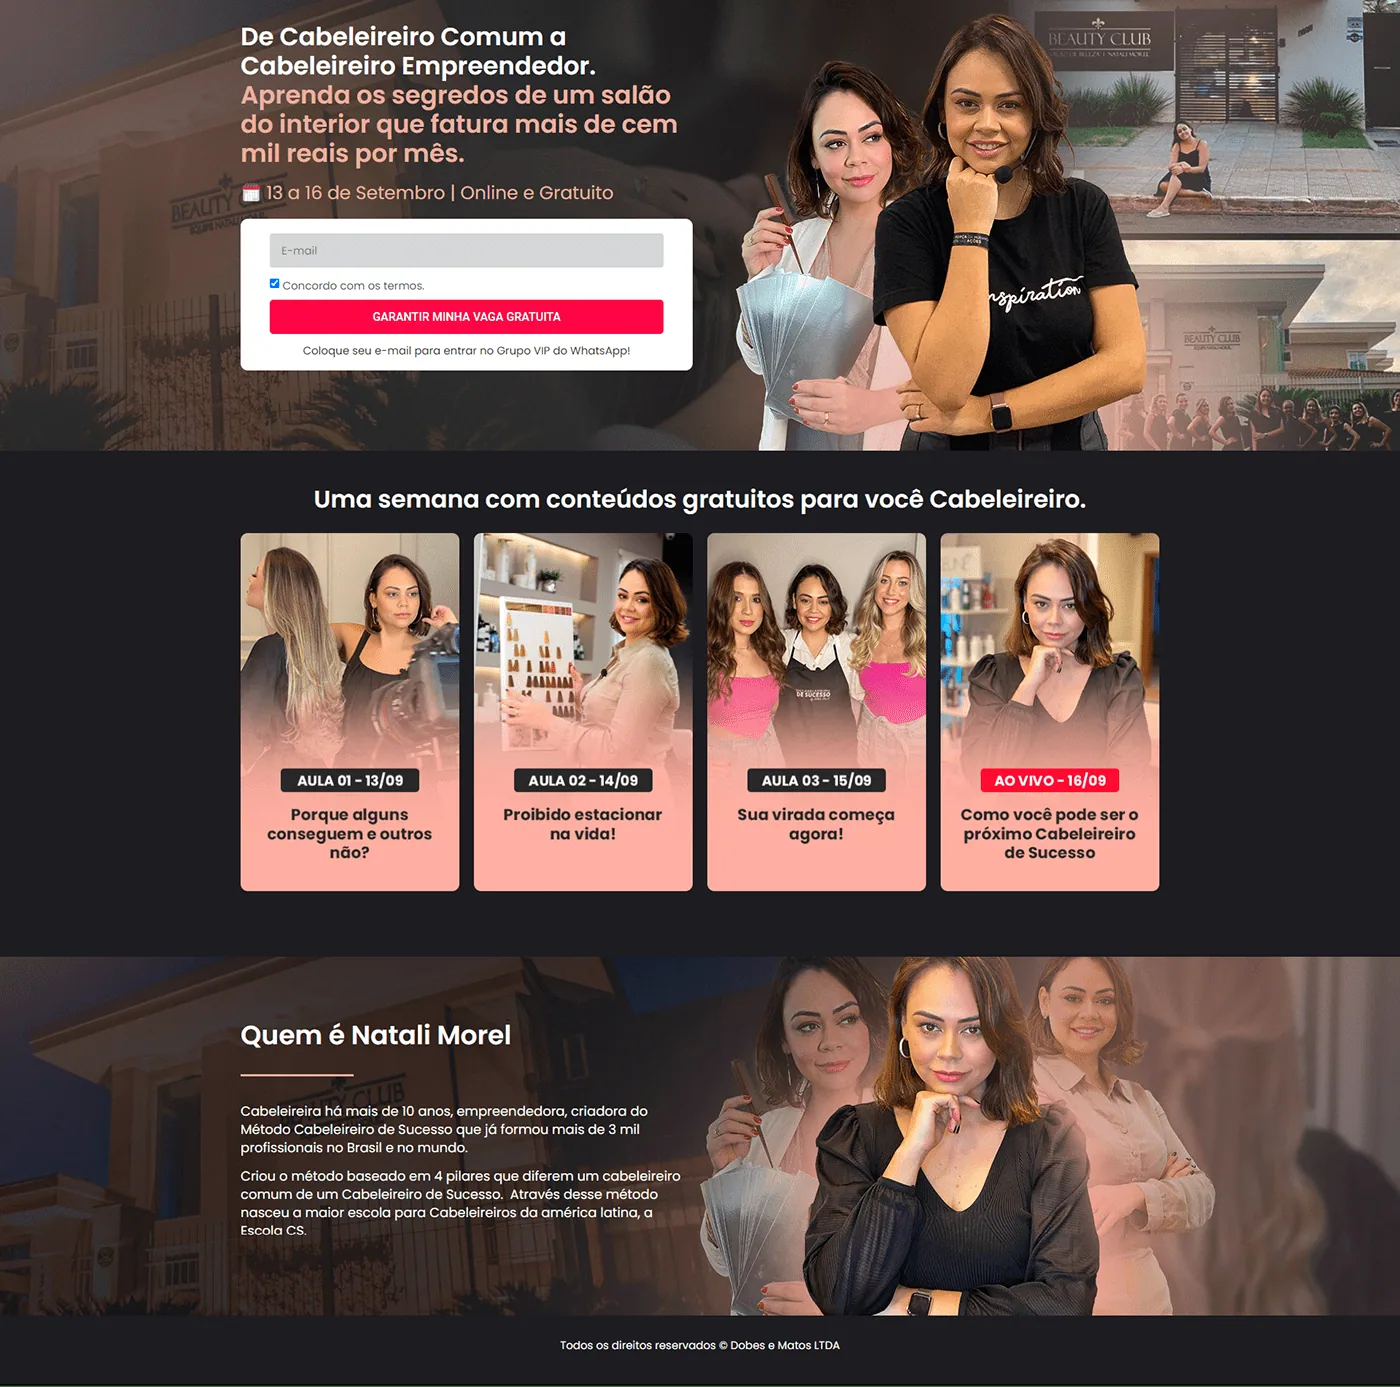 De Cabeleireiro Comum a
Cabeleireiro Empreendedor.
Aprenda os segredos de um salão
do interior que fatura mais de cem
mil reais por mês.
13 a 16 de Setembro | Online e Gratuito
E-mail
Concordo com os termos.
GARANTIR MINHA VAGA GRATUITA
Coloque seu e-mail para entrar no Grupo VIP do WhatsApp!
BEAUTY CLUB
BEAUTY CLUB
BEAUTY CLUB
Inspiration
Uma semana com conteúdos gratuitos para você Cabeleireiro.
AULA 01 - 13/09
Porque alguns
conseguem e outros
não?
AULA 02 - 14/09
Proibido estacionar
na vida!
DE SUCESSO
AULA 03 - 15/09
Sua virada começa
agora!
AO VIVO - 16/09
Como você pode ser o
próximo Cabeleireiro
de Sucesso
Quem é Natali Morel
BEAUTY CLUB
Cabeleireira há mais de 10 anos, empreendedora, criadora do
Método Cabeleireiro de Sucesso que já formou mais de 3 mil
profissionais no Brasil e no mundo.
Criou o método baseado em 4 pilares que diferem um cabeleireiro
comum de um Cabeleireiro de Sucesso. Através desse método
nasceu a maior escola para Cabeleireiros da américa latina, a
Escola CS.
Todos os direitos reservados © Dobes e Matos LTDA